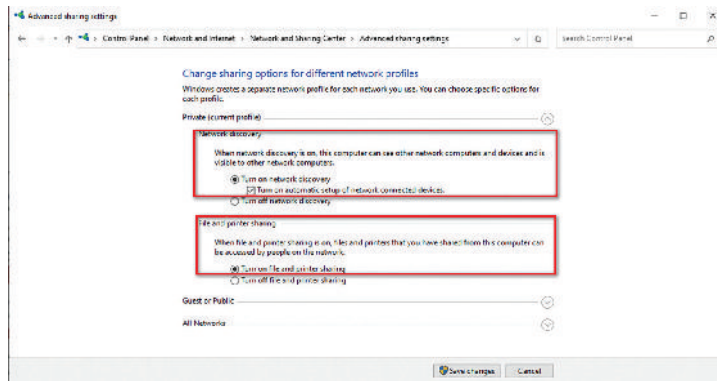 Advanced sharing settings
Control Panel > Network and Internet > Network and Sharing Center > Advanced sharing settings
Search Control Panel
Change sharing options for different network profiles
Windows creates a separate network profile for each network you use. You can choose specific options for
each profile.
Private (current profile)
Network discovery
When network discovery is on, this computer can see other network computers and devices and is
visible to other network computers.
Turn on network discovery
Turn on automatic setup of network connected devices.
Turn off network discovery
File and printer sharing
When file and printer sharing is on, files and printers that you have shared from this computer can
be accessed by people on the network.
Turn on file and printer sharing
Turn off file and printer sharing
Guest or Public
All Networks
Save changes
Cancel